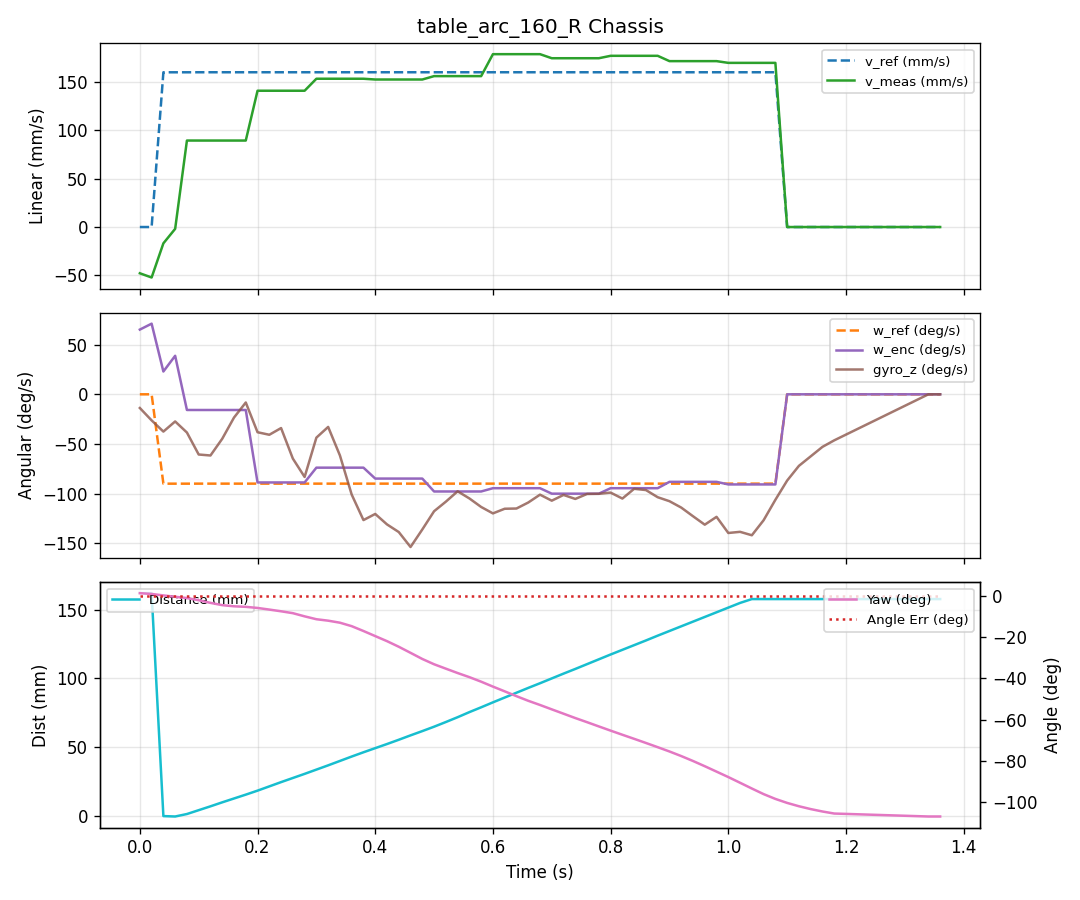 table_arc_160_R Chassis
Linear (mm/s)
150
100
50
0
−50
v_ref (mm/s)
v_meas (mm/s)
Angular (deg/s)
50
0
−50
−100
−150
w_ref (deg/s)
w_enc (deg/s)
gyro_z (deg/s)
Dist (mm)
150
100
50
0
Distance (mm)
Yaw (deg)
Angle Err (deg)
0
−20
−40
−60
−80
−100
Angle (deg)
0.0 0.2 0.4 0.6 0.8 1.0 1.2 1.4
Time (s)